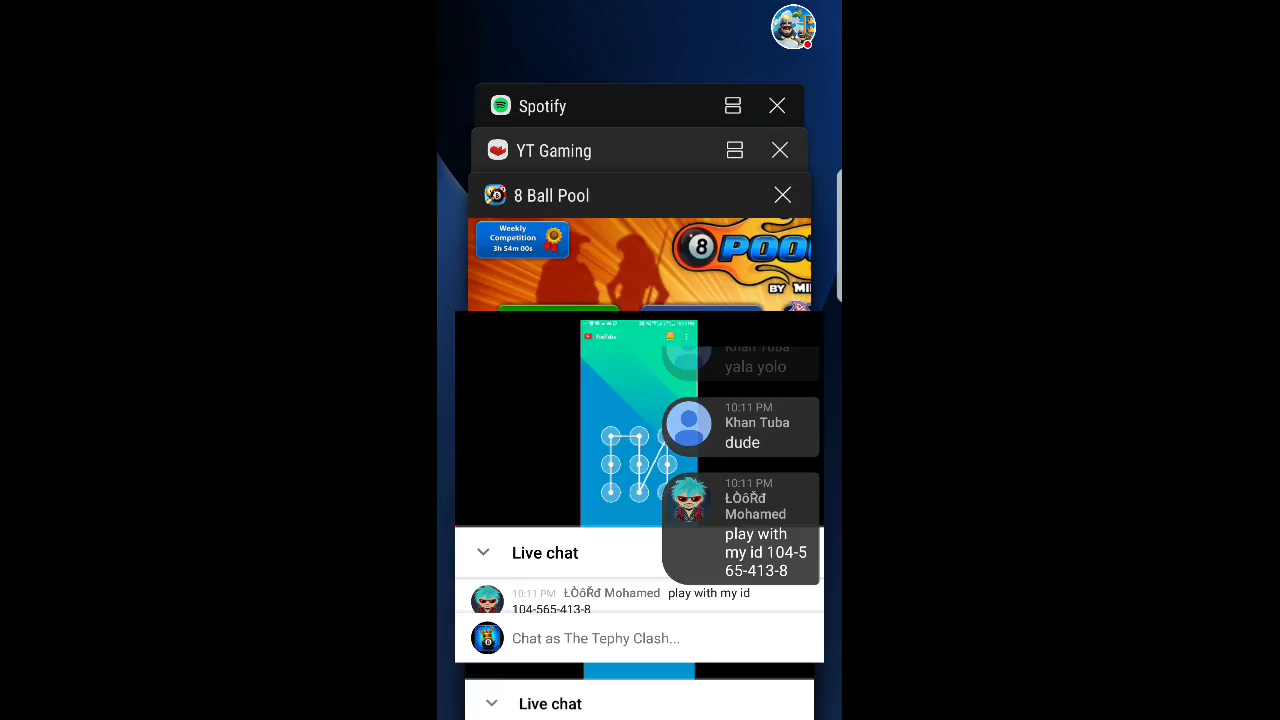 Spotify
YT Gaming
8 Ball Pool
Weekly
Competition
3h 54m 00s
8
POOL
BY MI
YouTube
Khan Tuba
yala yolo
10:11 PM
Khan Tuba
dude
10:11 PM
ŁÒôŘđ
Mohamed
play with
my id 104-5
65-413-8
Live chat
10:11 PM ŁÒôŘđ Mohamed play with my id
104-565-413-8
Chat as The Tephy Clash...
Live chat